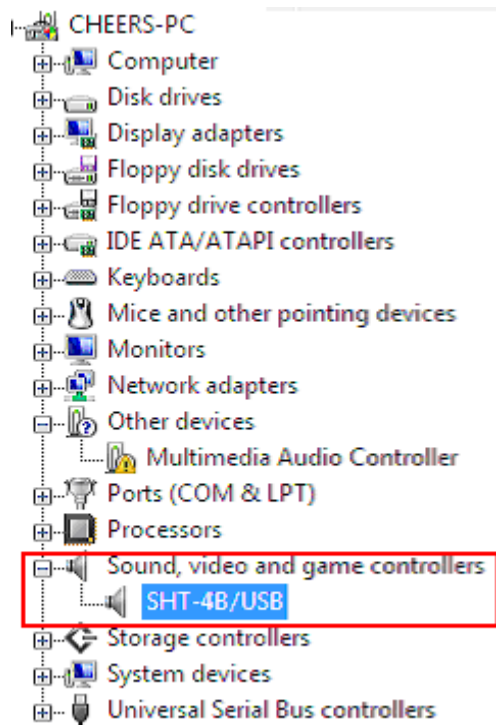 CHEERS-PC
Computer
Disk drives
Display adapters
Floppy disk drives
Floppy drive controllers
IDE ATA/ATAPI controllers
Keyboards
Mice and other pointing devices
Monitors
Network adapters
Other devices
Multimedia Audio Controller
Ports (COM & LPT)
Processors
Sound, video and game controllers
SHT-4B/USB
Storage controllers
System devices
Universal Serial Bus controllers